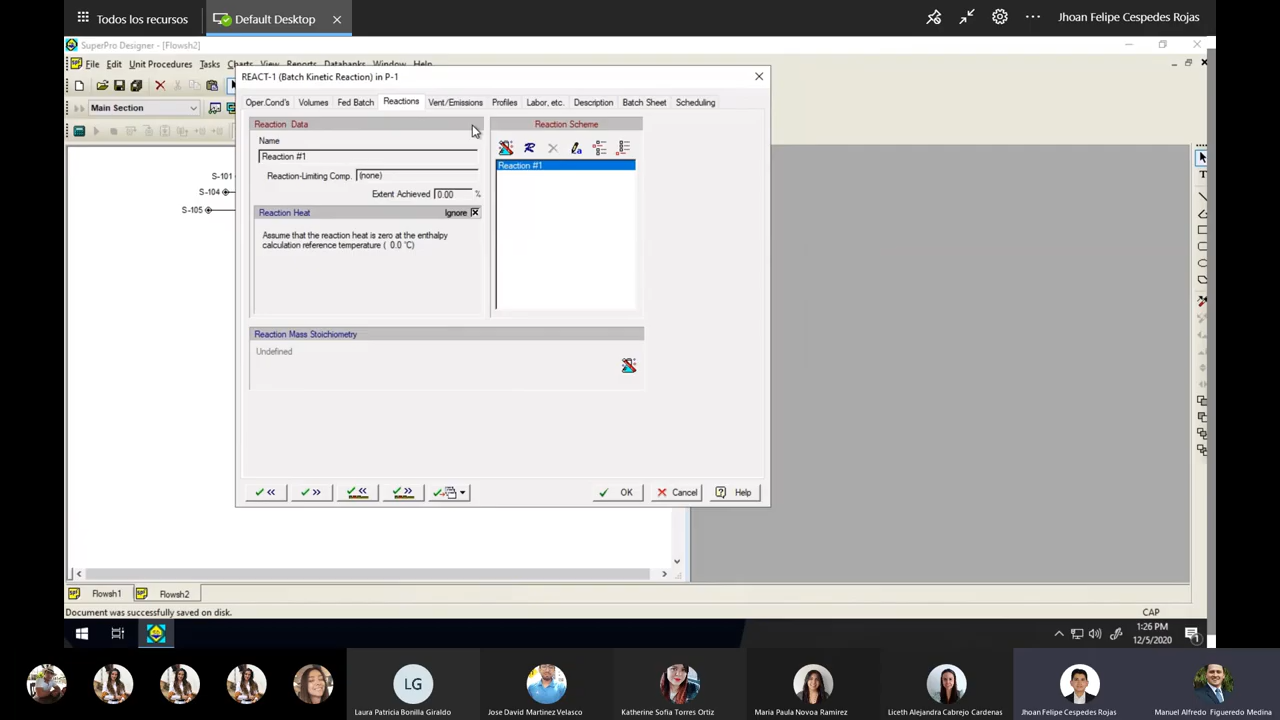 Todos los recursos
Default Desktop
Jhoan Felipe Cespedes Rojas
SuperPro Designer - [Flowsh2]
File Edit Unit Procedures Tasks Charts View Reports Databanks Window Help
Main Section
REACT-1 (Batch Kinetic Reaction) in P-1
Oper.Cond's Volumes Fed Batch Reactions Vent/Emissions Profiles Labor, etc. Description Batch Sheet Scheduling
Reaction Data
Reaction Scheme
Name
Reaction #1
Reaction #1
Reaction-Limiting Comp. (none)
Extent Achieved 0.00 %
Reaction Heat
Ignore
Assume that the reaction heat is zero at the enthalpy
calculation reference temperature ( 0.0 °C)
Reaction Mass Stoichiometry
Undefined
S-101
S-104
S-105
OK
Cancel
Help
Flowsh1
Flowsh2
Document was successfully saved on disk.
CAP
1:26 PM
12/5/2020
LG
Laura Patricia Bonilla Giraldo
Jose David Martinez Velasco
Katherine Sofia Torres Ortiz
Maria Paula Novoa Ramirez
Liceth Alejandra Cabrejo Cardenas
Jhoan Felipe Cespedes Rojas
Manuel Alfredo Figueredo Medina